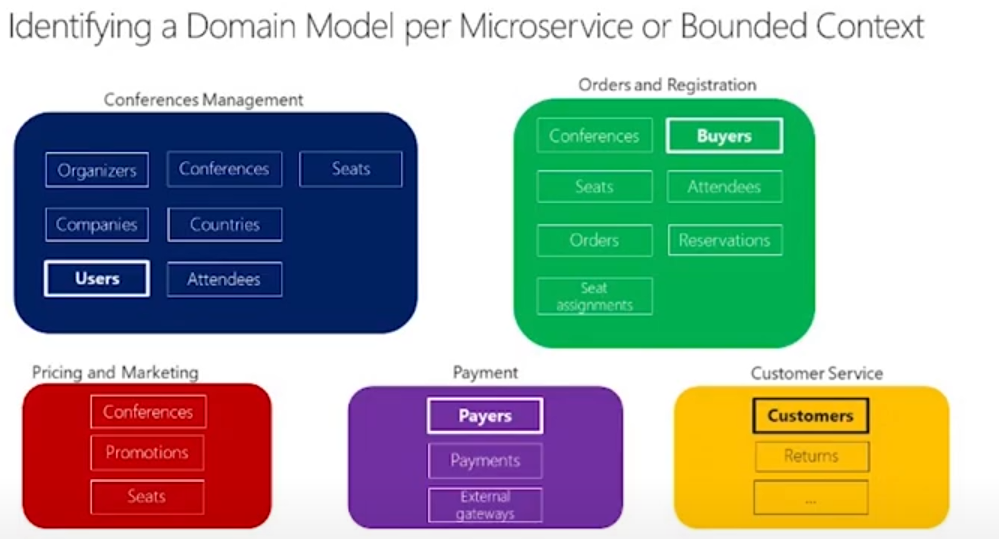 Identifying a Domain Model per Microservice or Bounded Context
Conferences Management
Organizers
Conferences
Seats
Companies
Countries
Users
Attendees
Orders and Registration
Conferences
Buyers
Seats
Attendees
Orders
Reservations
Seat
assignments
Pricing and Marketing
Conferences
Promotions
Seats
Payment
Payers
Payments
External
gateways
Customer Service
Customers
Returns
...